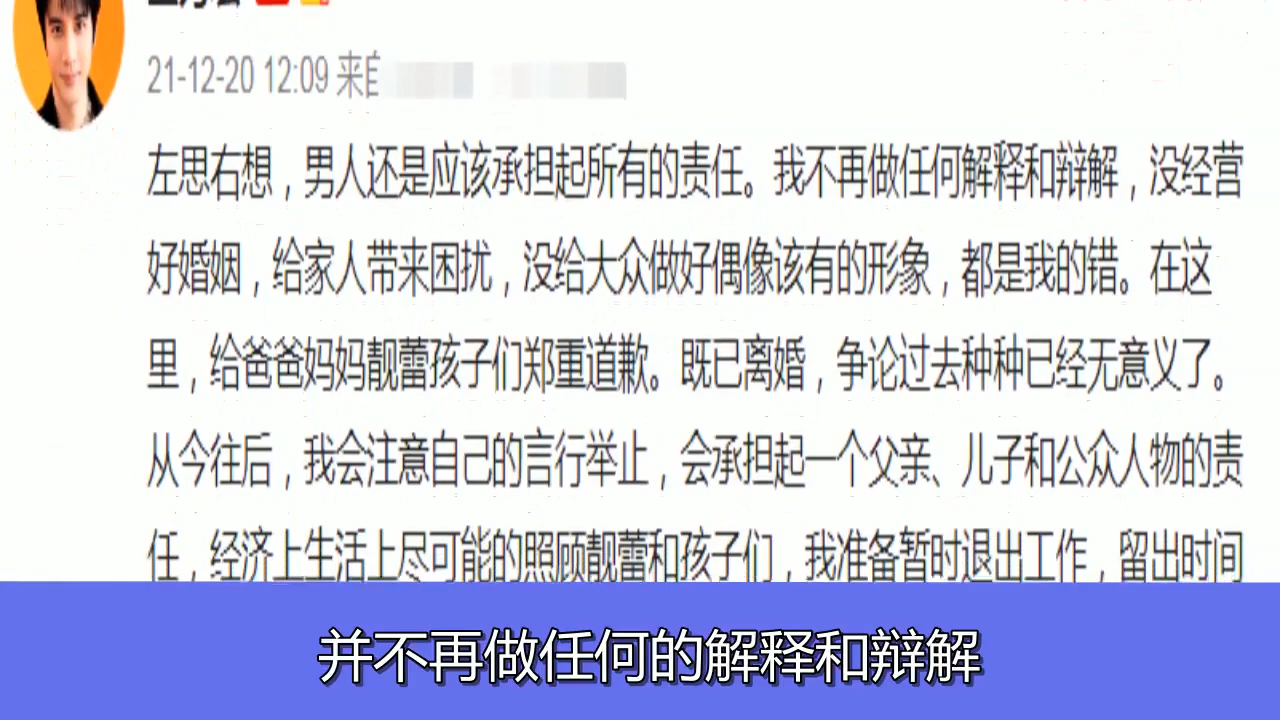 21-12-20 12:09 来自
左思右想，男人还是应该承担起所有的责任。我不再做任何解释和辩解，没经营
好婚姻，给家人带来困扰，没给大众做好偶像该有的形象，都是我的错。在这
里，给爸爸妈妈靓蕾孩子们郑重道歉。既已离婚，争论过去种种已经无意义了。
从今往后，我会注意自己的言行举止，会承担起一个父亲、儿子和公众人物的责
任，经济上生活上尽可能的照顾靓蕾和孩子们，我准备暂时退出工作，留出时间
并不再做任何的解释和辩解